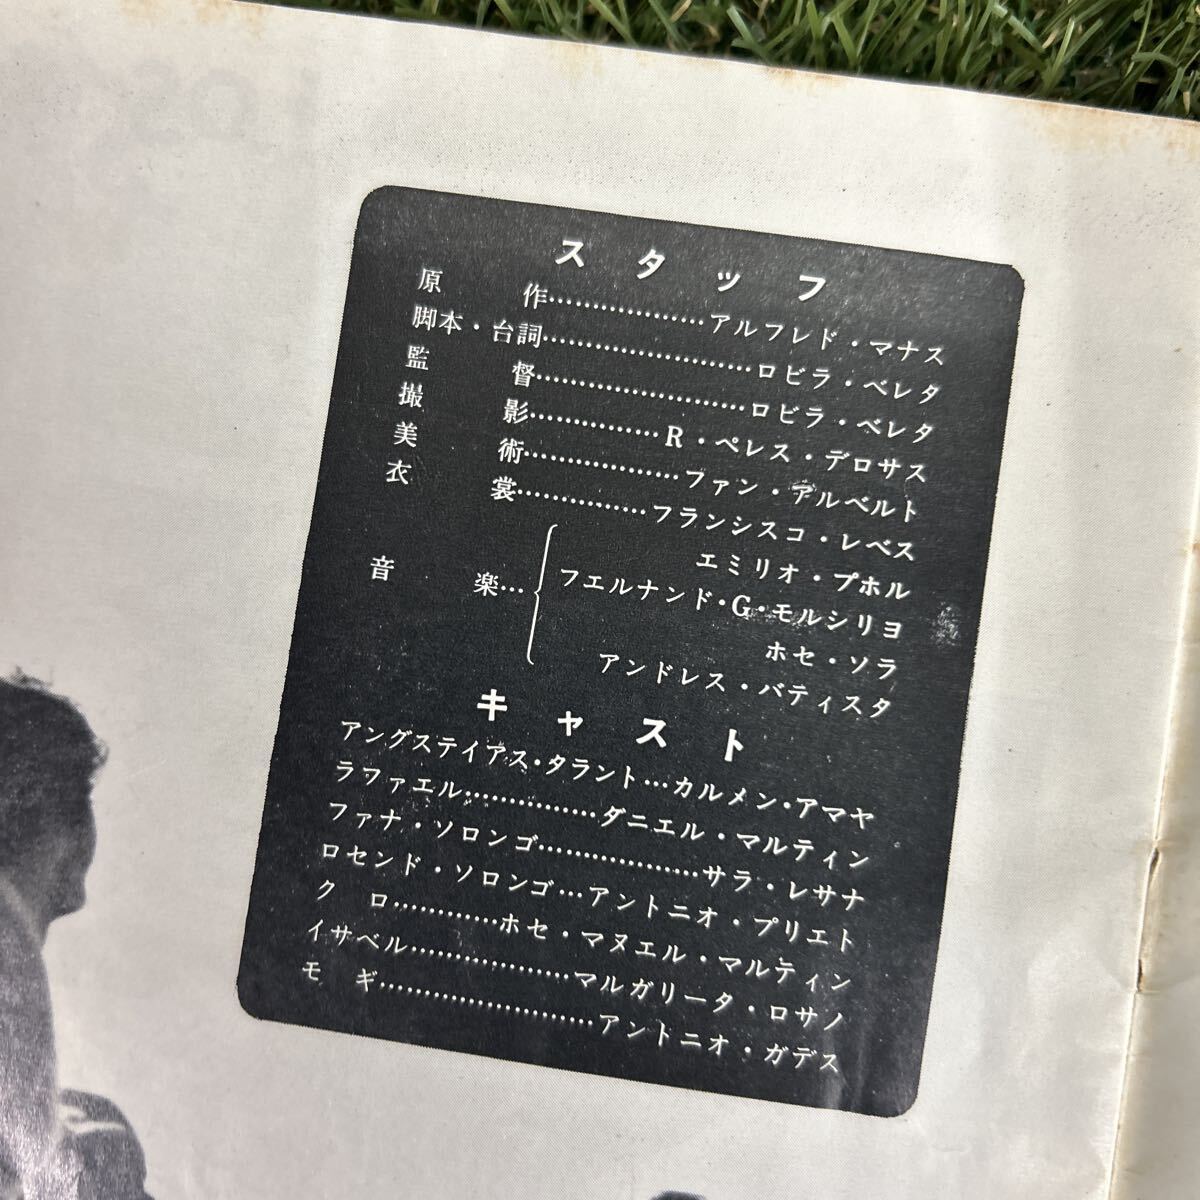 スタッフ
原作………………アルフレド・マナス
脚本・台詞……………………ロビラ・ベレタ
監督……………………ロビラ・ベレタ
撮影……………R・ペレス・デロサス
美術………………ファン・アルベルト
衣裳……………フランシスコ・レベス
音楽…
エミリオ・プホル
フエルナンド・G・モルシリヨ
ホセ・ソラ
アンドレス・バティスタ
キャスト
アングステイアス・タラント…カルメン・アマヤ
ラファエル……………ダニエル・マルティン
ファナ・ソロンゴ………………サラ・レサナ
ロセンド・ソロンゴ…アントニオ・プリエト
クロ…………ホセ・マヌエル・マルティン
イサベル………………マルガリータ・ロサノ
モギ……………………アントニオ・ガデス